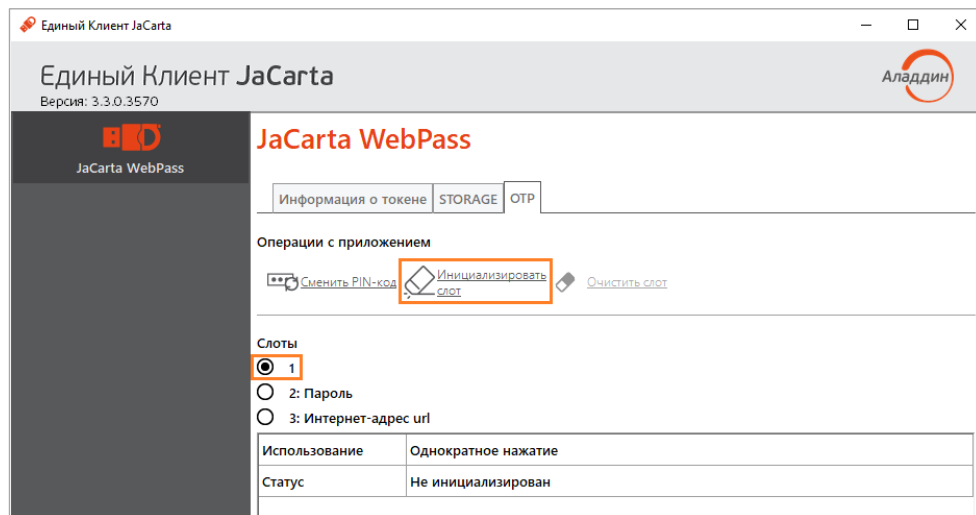 Единый Клиент JaCarta
Единый Клиент JaCarta
Версия: 3.3.0.3570
Аладдин
JaCarta WebPass
JaCarta WebPass
Информация о токене STORAGE OTP
Операции с приложением
Сменить PIN-код Инициализировать слот Очистить слот
Слоты
1
2: Пароль
3: Интернет-адрес url
Использование Однократное нажатие
Статус Не инициализирован